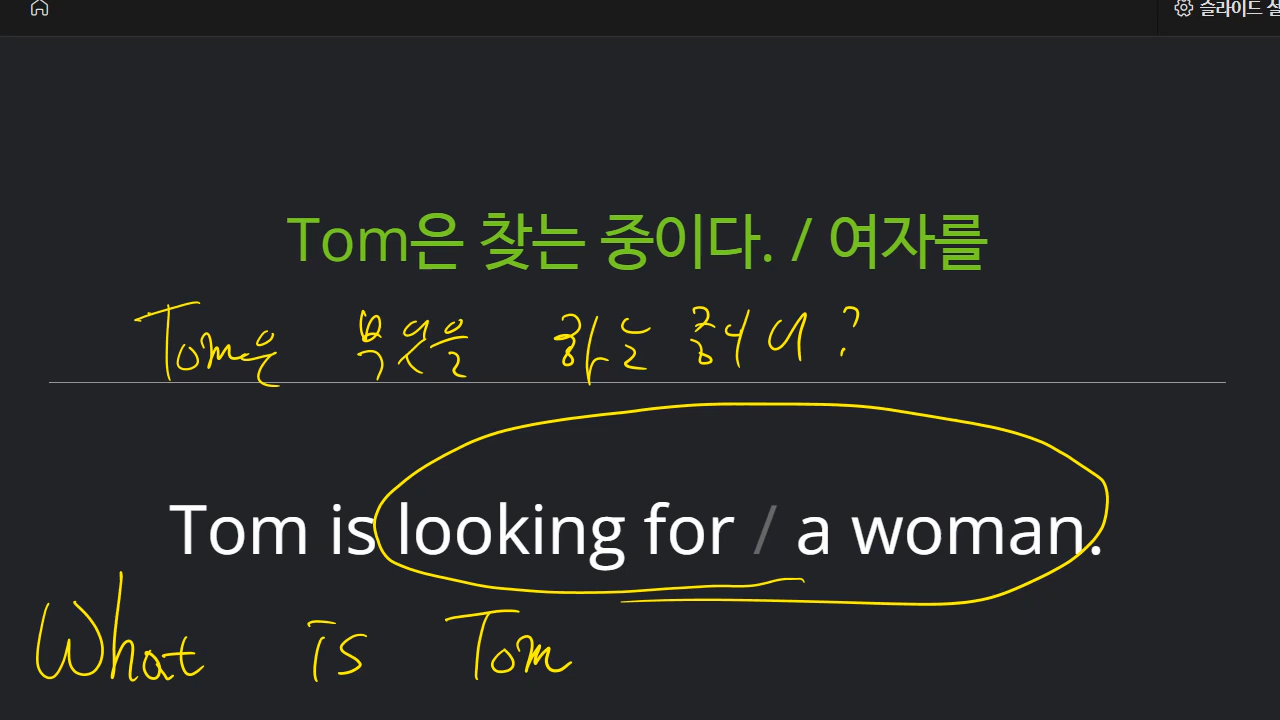 슬라이드 설
Tom은 찾는 중이다. / 여자를
Tom은 무엇을 하는 중이니?
Tom is looking for / a woman.
What is Tom